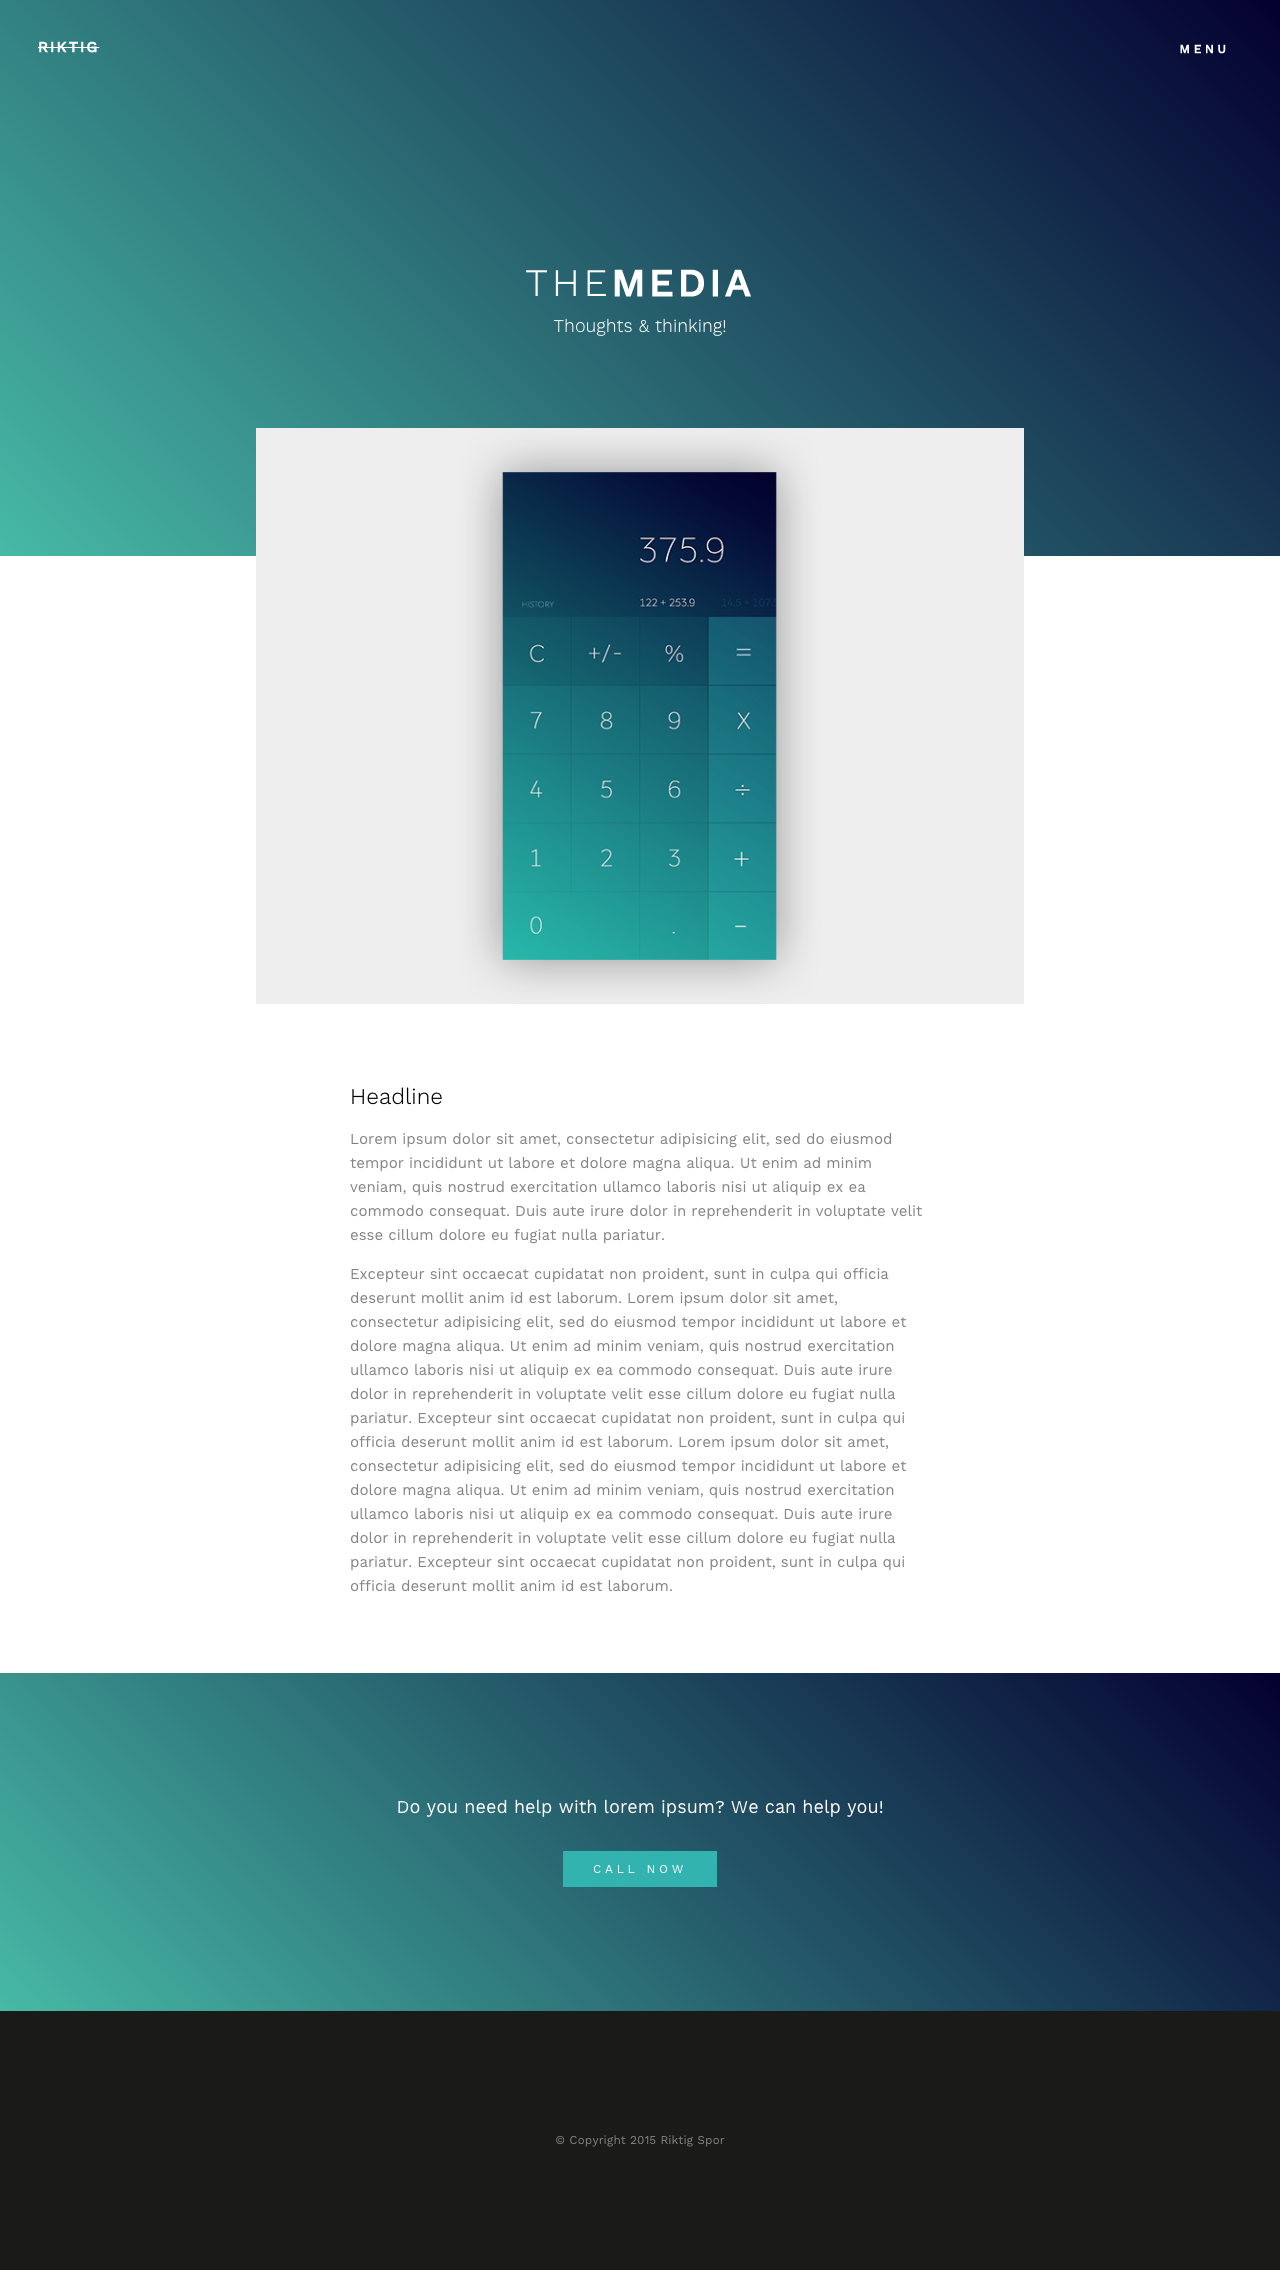 RIKTIG
MENU
THEMEDIA
Thoughts & thinking!
375.9
HISTORY
122 + 253.9
C +/- % =
7 8 9 X
4 5 6 ÷
1 2 3 +
0 . -
Headline
Lorem ipsum dolor sit amet, consectetur adipisicing elit, sed do eiusmod
tempor incididunt ut labore et dolore magna aliqua. Ut enim ad minim
veniam, quis nostrud exercitation ullamco laboris nisi ut aliquip ex ea
commodo consequat. Duis aute irure dolor in reprehenderit in voluptate velit
esse cillum dolore eu fugiat nulla pariatur.
Excepteur sint occaecat cupidatat non proident, sunt in culpa qui officia
deserunt mollit anim id est laborum. Lorem ipsum dolor sit amet,
consectetur adipisicing elit, sed do eiusmod tempor incididunt ut labore et
dolore magna aliqua. Ut enim ad minim veniam, quis nostrud exercitation
ullamco laboris nisi ut aliquip ex ea commodo consequat. Duis aute irure
dolor in reprehenderit in voluptate velit esse cillum dolore eu fugiat nulla
pariatur. Excepteur sint occaecat cupidatat non proident, sunt in culpa qui
officia deserunt mollit anim id est laborum. Lorem ipsum dolor sit amet,
consectetur adipisicing elit, sed do eiusmod tempor incididunt ut labore et
dolore magna aliqua. Ut enim ad minim veniam, quis nostrud exercitation
ullamco laboris nisi ut aliquip ex ea commodo consequat. Duis aute irure
dolor in reprehenderit in voluptate velit esse cillum dolore eu fugiat nulla
pariatur. Excepteur sint occaecat cupidatat non proident, sunt in culpa qui
officia deserunt mollit anim id est laborum.
Do you need help with lorem ipsum? We can help you!
CALL NOW
© Copyright 2015 Riktig Spor